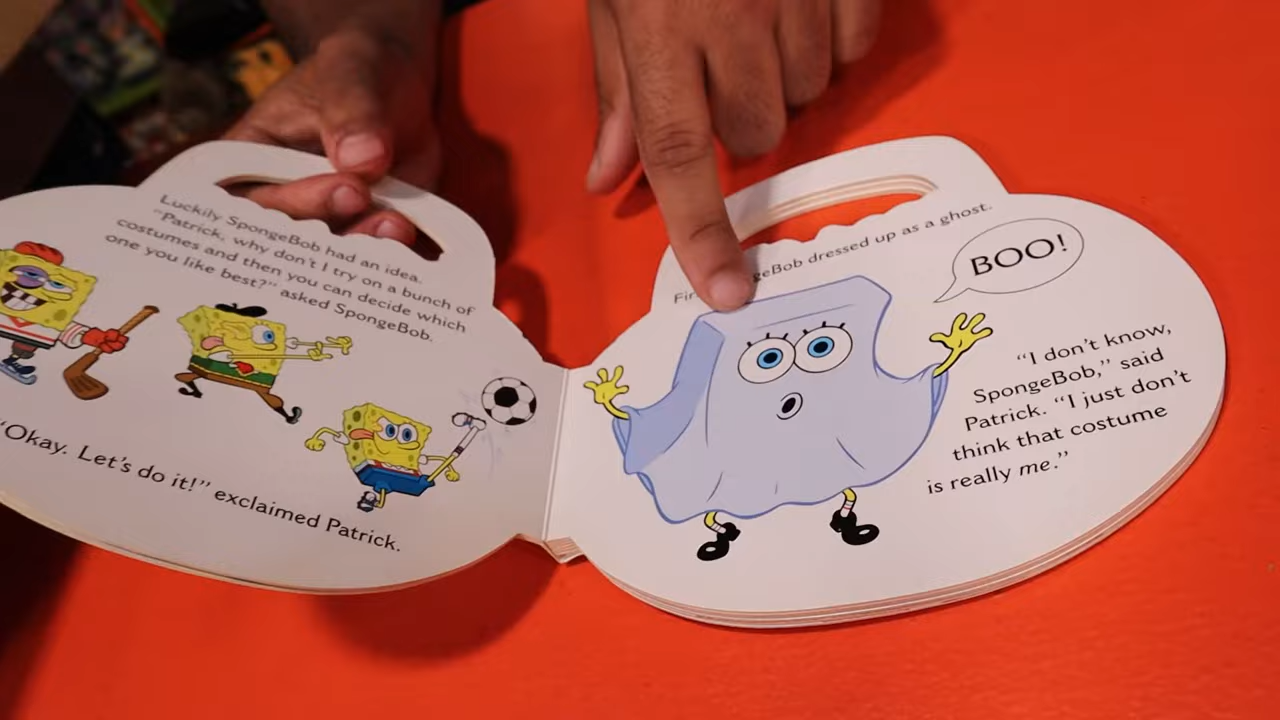 Luckily SpongeBob had an idea.
"Patrick, why don't I try on a bunch of
costumes and then you can decide which
one you like best?" asked SpongeBob.
"Okay. Let's do it!" exclaimed Patrick.
dressed up as a ghost.
BOO!
"I don't know,
SpongeBob," said
Patrick. "I just don't
think that costume
is really me."